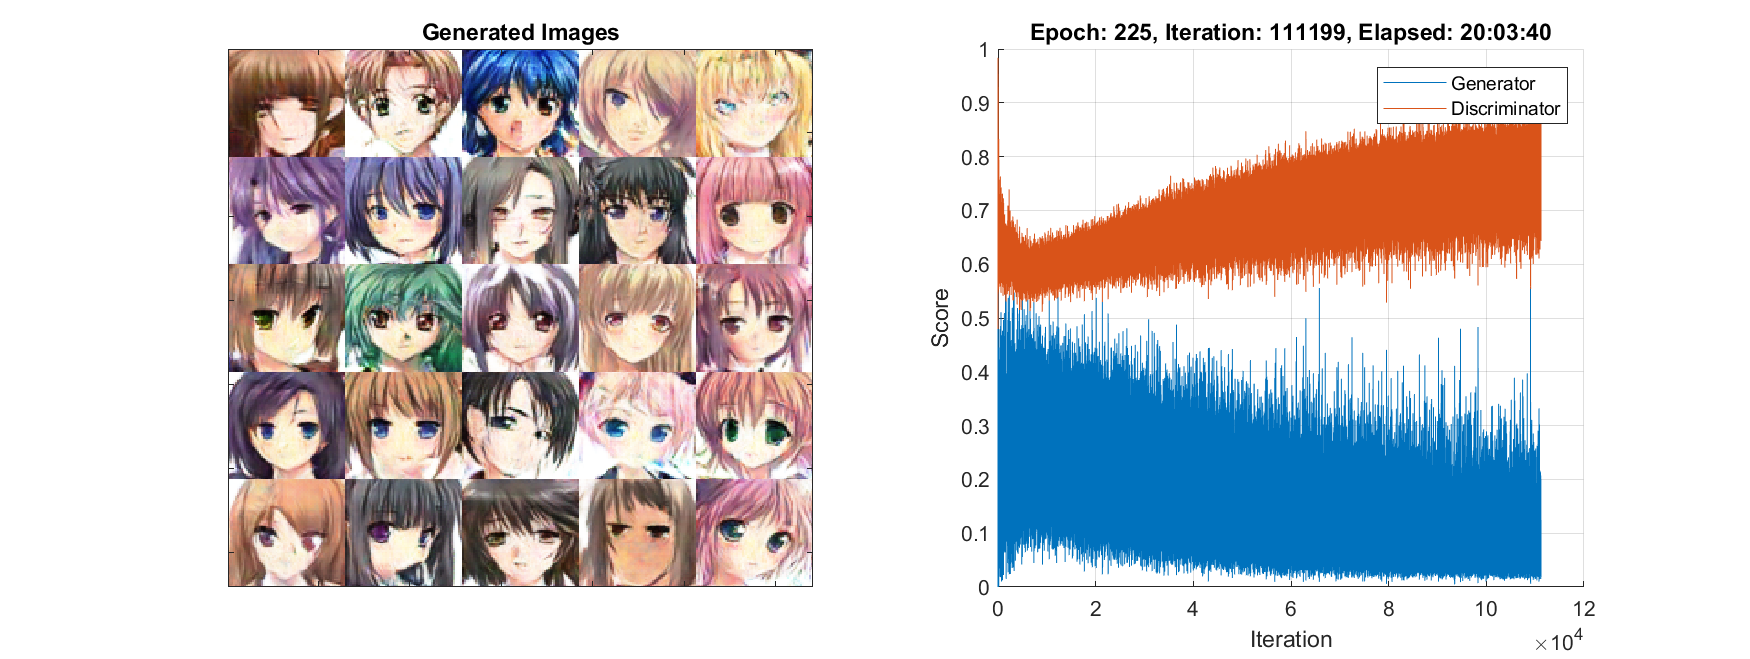 Generated Images
Epoch: 225, Iteration: 111199, Elapsed: 20:03:40
Generator
Discriminator
1
0.9
0.8
0.7
0.6
0.5
0.4
0.3
0.2
0.1
0
Score
0 2 4 6 8 10 12
Iteration
×10⁴